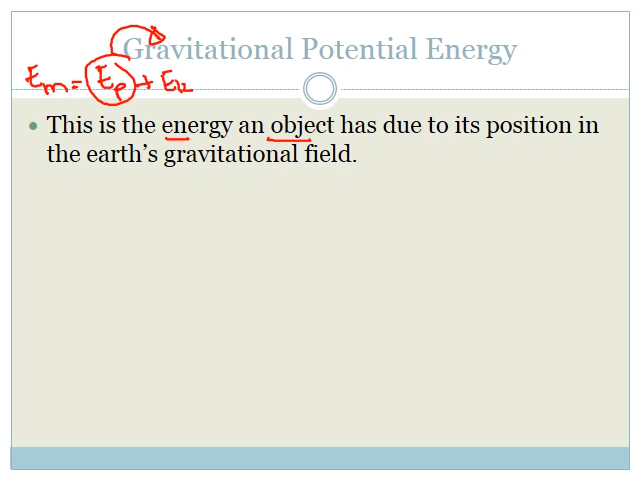 Gravitational Potential Energy
Em = Ep + Ek
This is the energy an object has due to its position in
the earth's gravitational field.